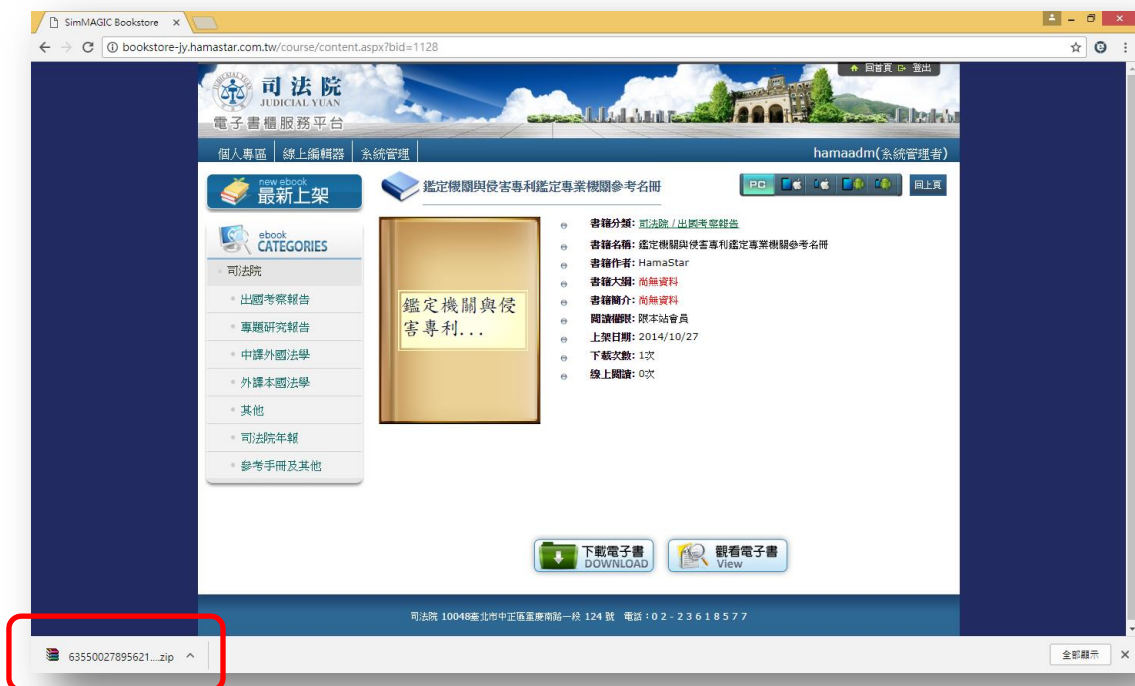 SimMAGIC Bookstore
bookstore-jy.hamastar.com.tw/course/content.aspx?bid=1128
回首頁 登出
司法院
JUDICIAL YUAN
電子書櫃服務平台
個人專區 線上編輯器 系統管理
hamaadm(系統管理者)
new ebook
最新上架
ebook
CATEGORIES
司法院
出國考察報告
專題研究報告
中譯外國法學
外譯本國法學
其他
司法院年報
參考手冊及其他
鑑定機關與侵害專利鑑定專業機關參考名冊
PC
回上頁
鑑定機關與侵
害專利...
書籍分類: 司法院 / 出國考察報告
書籍名稱: 鑑定機關與侵害專利鑑定專業機關參考名冊
書籍作者: HamaStar
書籍大綱: 尚無資料
書籍簡介: 尚無資料
閱讀權限: 限本站會員
上架日期: 2014/10/27
下載次數: 1次
線上閱讀: 0次
下載電子書
DOWNLOAD
觀看電子書
View
司法院 10048臺北市中正區重慶南路一段 124 號 電話：02-23618577
63550027895621....zip
全部顯示